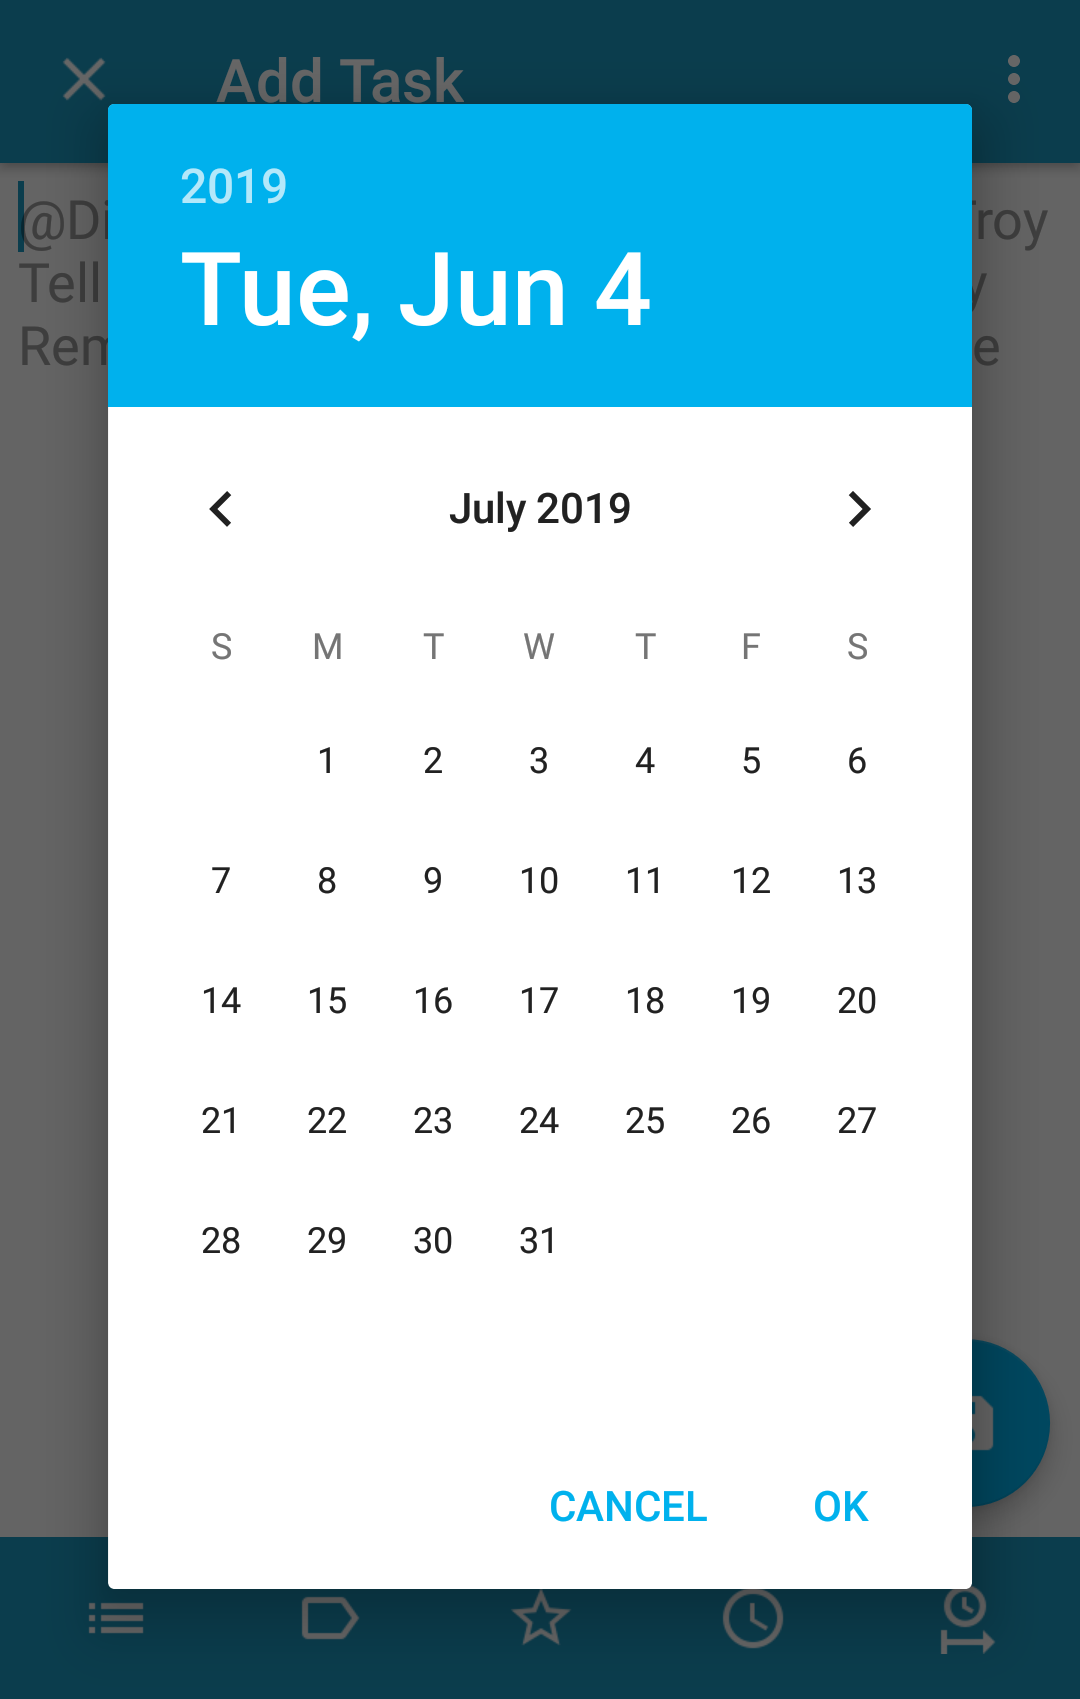 Add Task
2019
Tue, Jun 4
Tell
July 2019
S M T W T F S
1 2 3 4 5 6
7 8 9 10 11 12 13
14 15 16 17 18 19 20
21 22 23 24 25 26 27
28 29 30 31
CANCEL OK